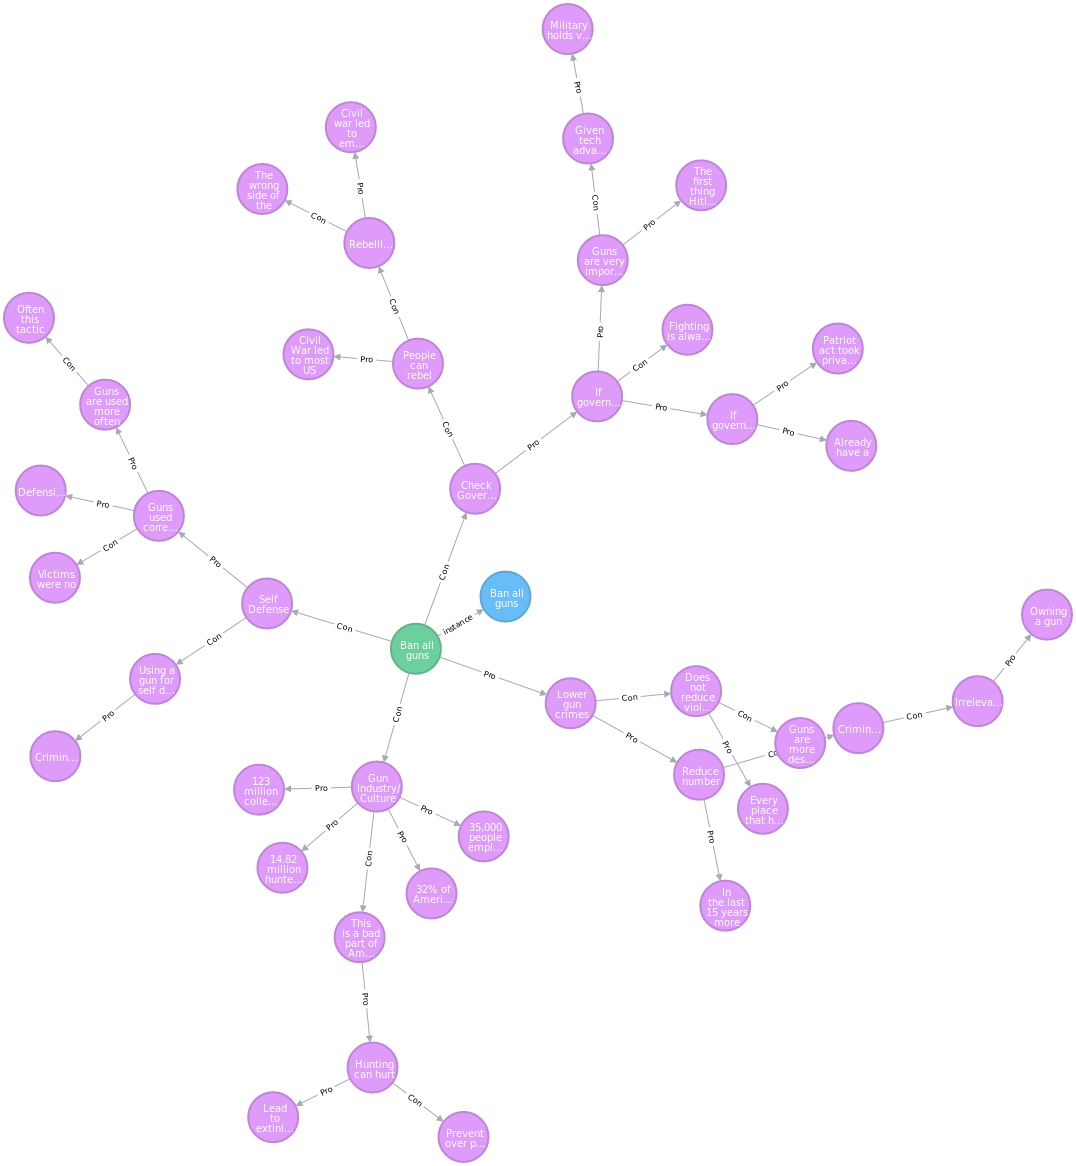 Military
holds v...
Pro
Civil
war led
to
em...
Given
tech
adva...
The
wrong
side of
the
Pro
Con
The
first
thing
Hitl...
Con
Pro
Rebelli...
Guns
are very
impor...
Often
this
tactic
Con
Pro
Fighting
is alwa...
Patriot
act took
priva...
Civil
War led
to most
US
Pro
People
can
rebel
Con
Con
Pro
Guns
are used
more
often
If
govern...
Pro
If
govern...
Pro
Already
have a
Con
Pro
Pro
Defensi...
Pro
Guns
used
corre...
Check
Gover...
Con
Victims
were no
Pro
Con
Self
Defense
Con
instance
Ban all
guns
Owning
a gun
Con
Ban all
guns
Pro
Pro
Using a
gun for
self d...
Pro
Lower
gun
crimes
Con
Does
not
reduce
viol...
Con
Irreleva...
Con
Crimin...
Crimin...
Con
Pro
Pro
Guns
are
more
des...
Co
Reduce
number
Gun
Industry/
Culture
123
million
colle...
Pro
Pro
Pro
Pro
35,000
people
empl...
Every
place
that h...
Pro
14.82
million
hunte...
Con
32% of
Ameri...
In
the last
15 years
more
This
is a bad
part of
Am...
Pro
Hunting
can hurt
Pro
Con
Lead
to
extini...
Prevent
over p...